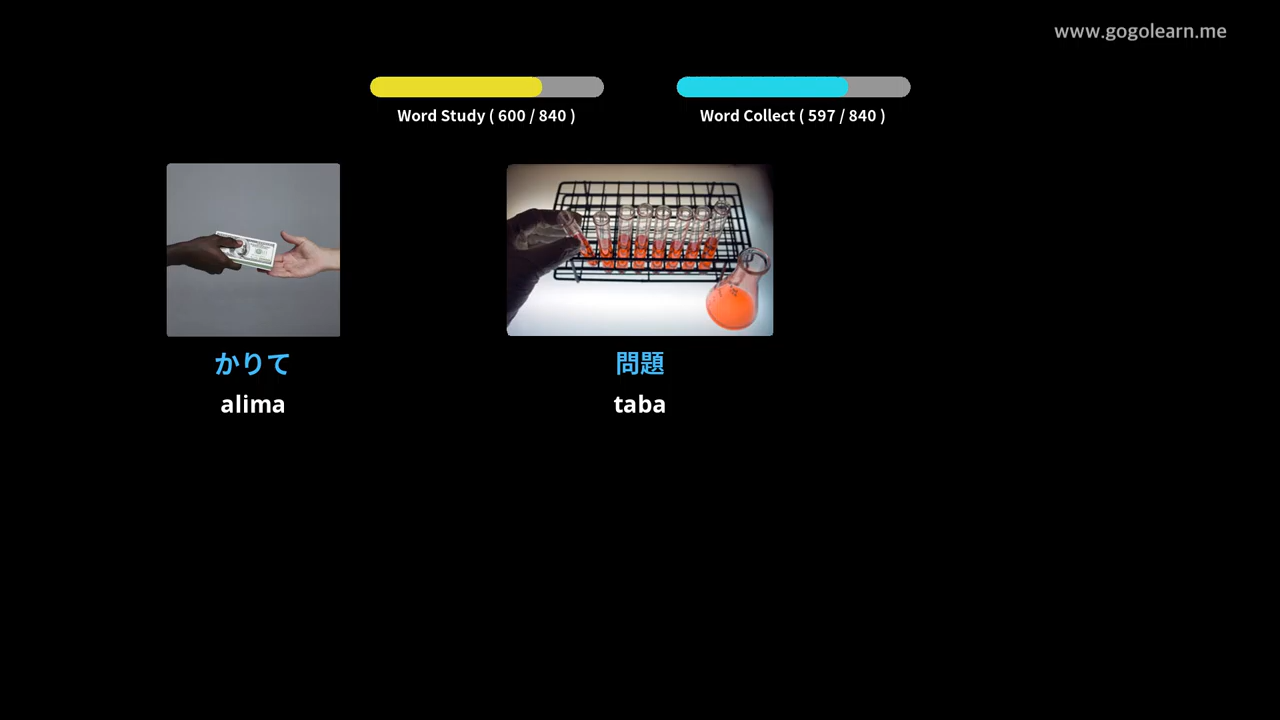 www.gogolearn.me
Word Study ( 600 / 840 )
Word Collect ( 597 / 840 )
かりて
alima
問題
taba